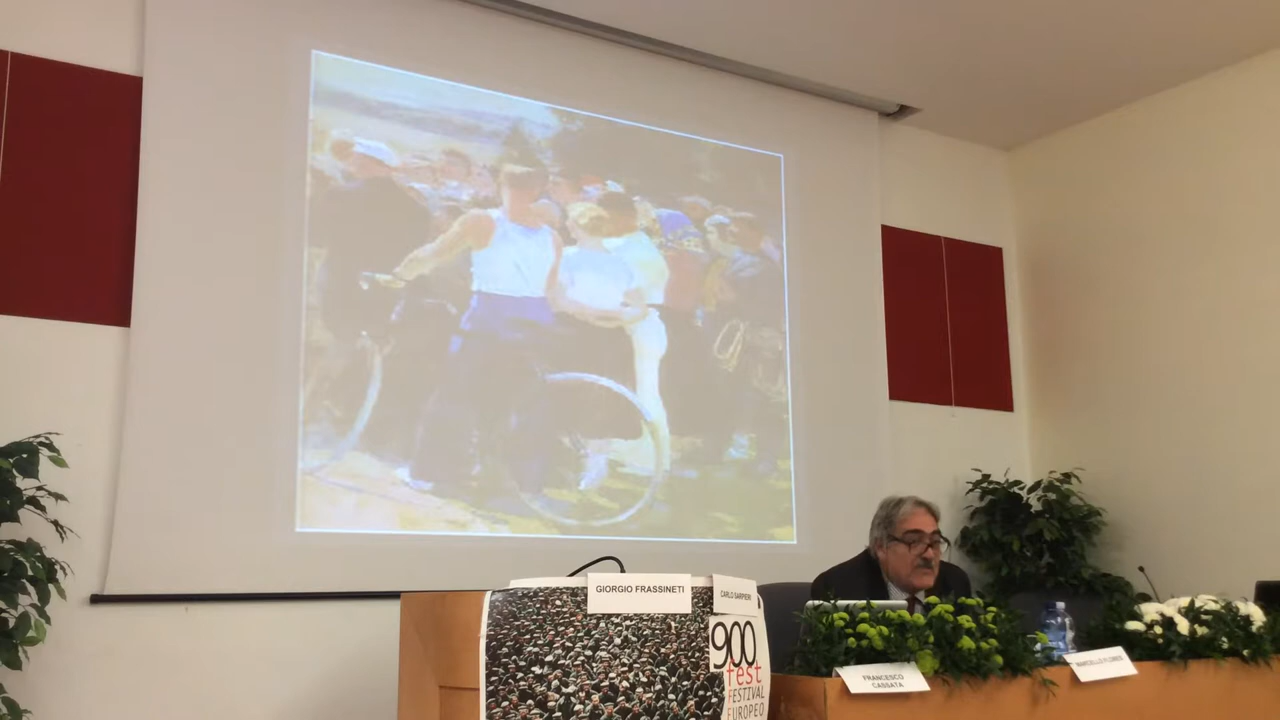 GIORGIO FRASSINETI
CARLO SARPIERI
900
fest
FESTIVAL
EUROPEO
FRANCESCO
CASSATA
MARCELLO FLORES